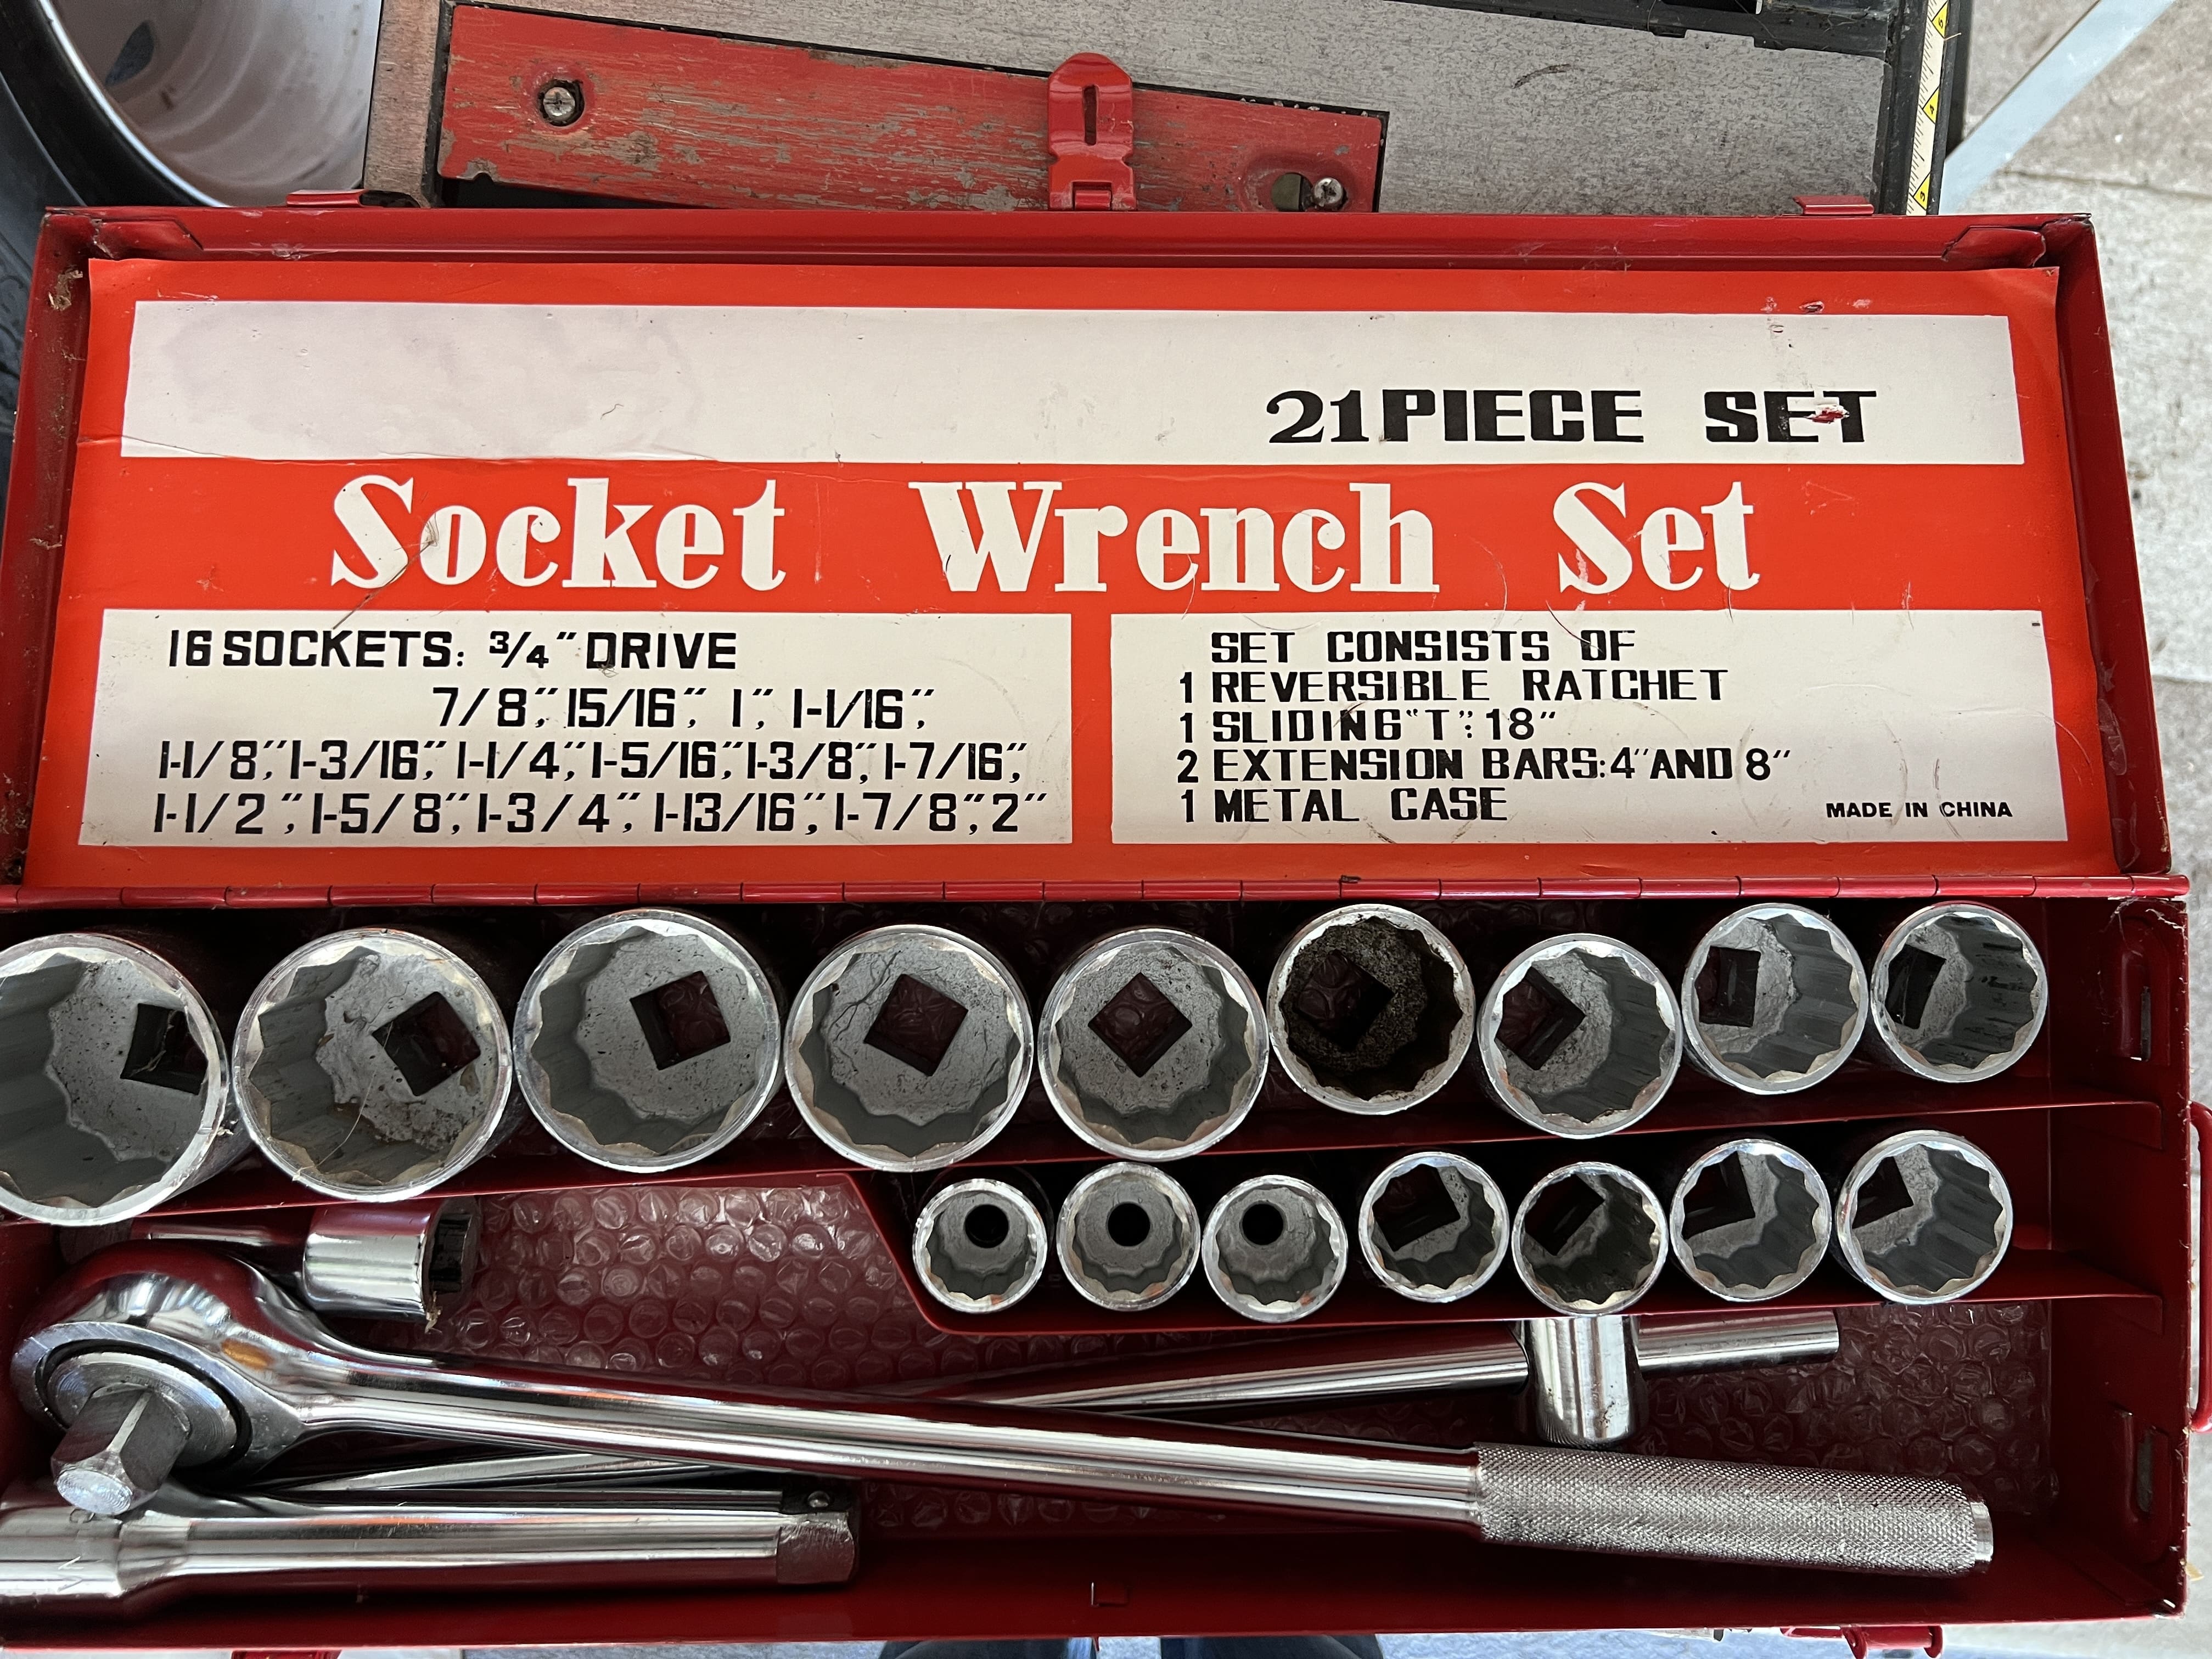 21 PIECE SET
Socket Wrench Set
16 SOCKETS: 3/4" DRIVE
7/8", 15/16", 1", 1-1/16",
1-1/8", 1-3/16", 1-1/4", 1-5/16", 1-3/8", 1-7/16",
1-1/2", 1-5/8", 1-3/4", 1-13/16", 1-7/8", 2"
SET CONSISTS OF
1 REVERSIBLE RATCHET
1 SLIDING "T": 18"
2 EXTENSION BARS: 4" AND 8"
1 METAL CASE
MADE IN CHINA